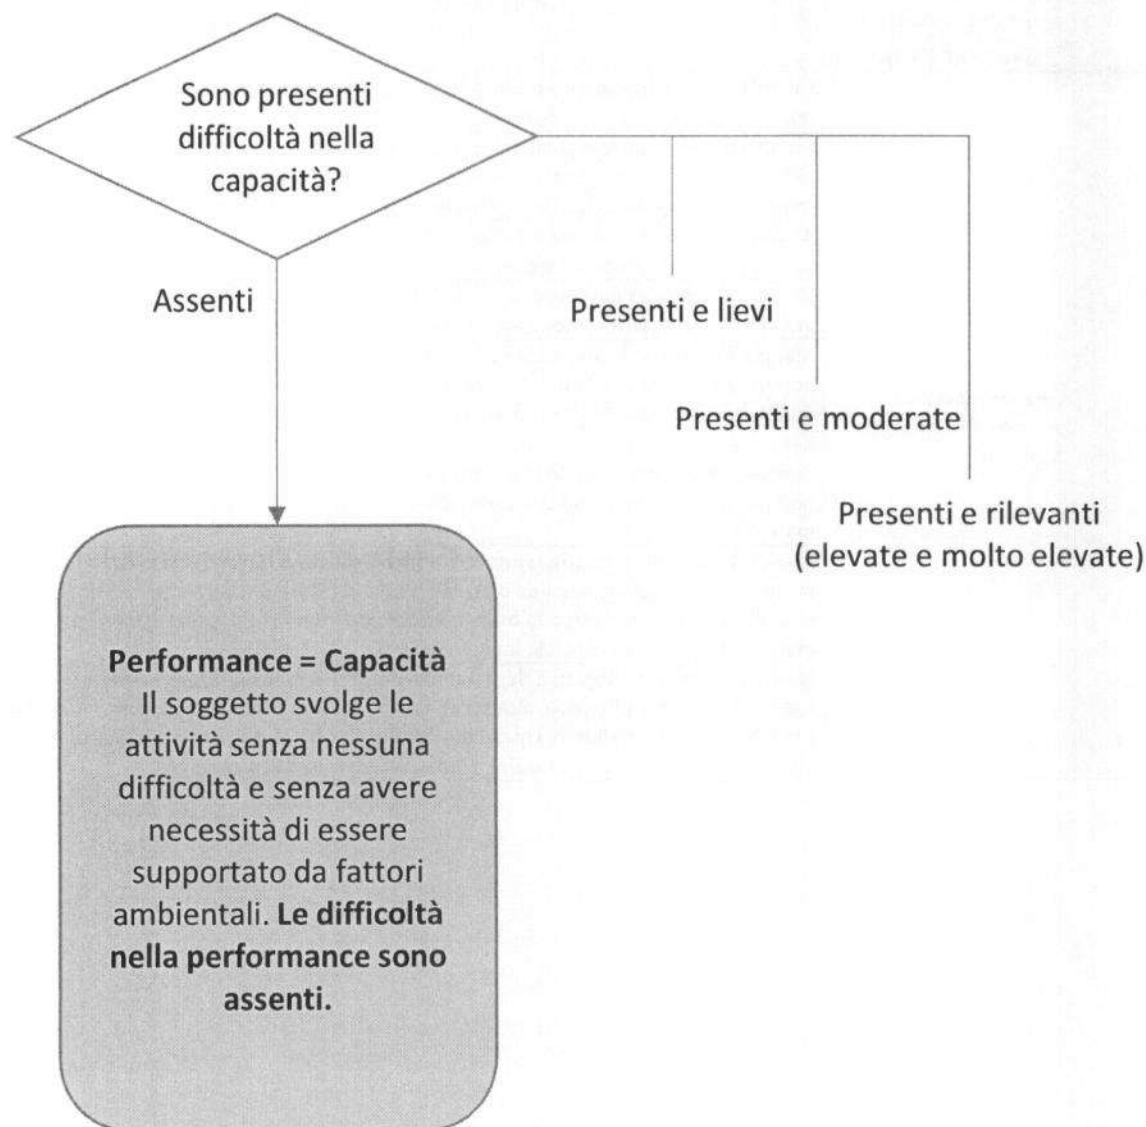 Sono presenti
difficoltà nella
capacità?
Assenti
Presenti e lievi
Presenti e moderate
Presenti e rilevanti
(elevate e molto elevate)
Performance = Capacità
Il soggetto svolge le
attività senza nessuna
difficoltà e senza avere
necessità di essere
supportato da fattori
ambientali. Le difficoltà
nella performance sono
assenti.